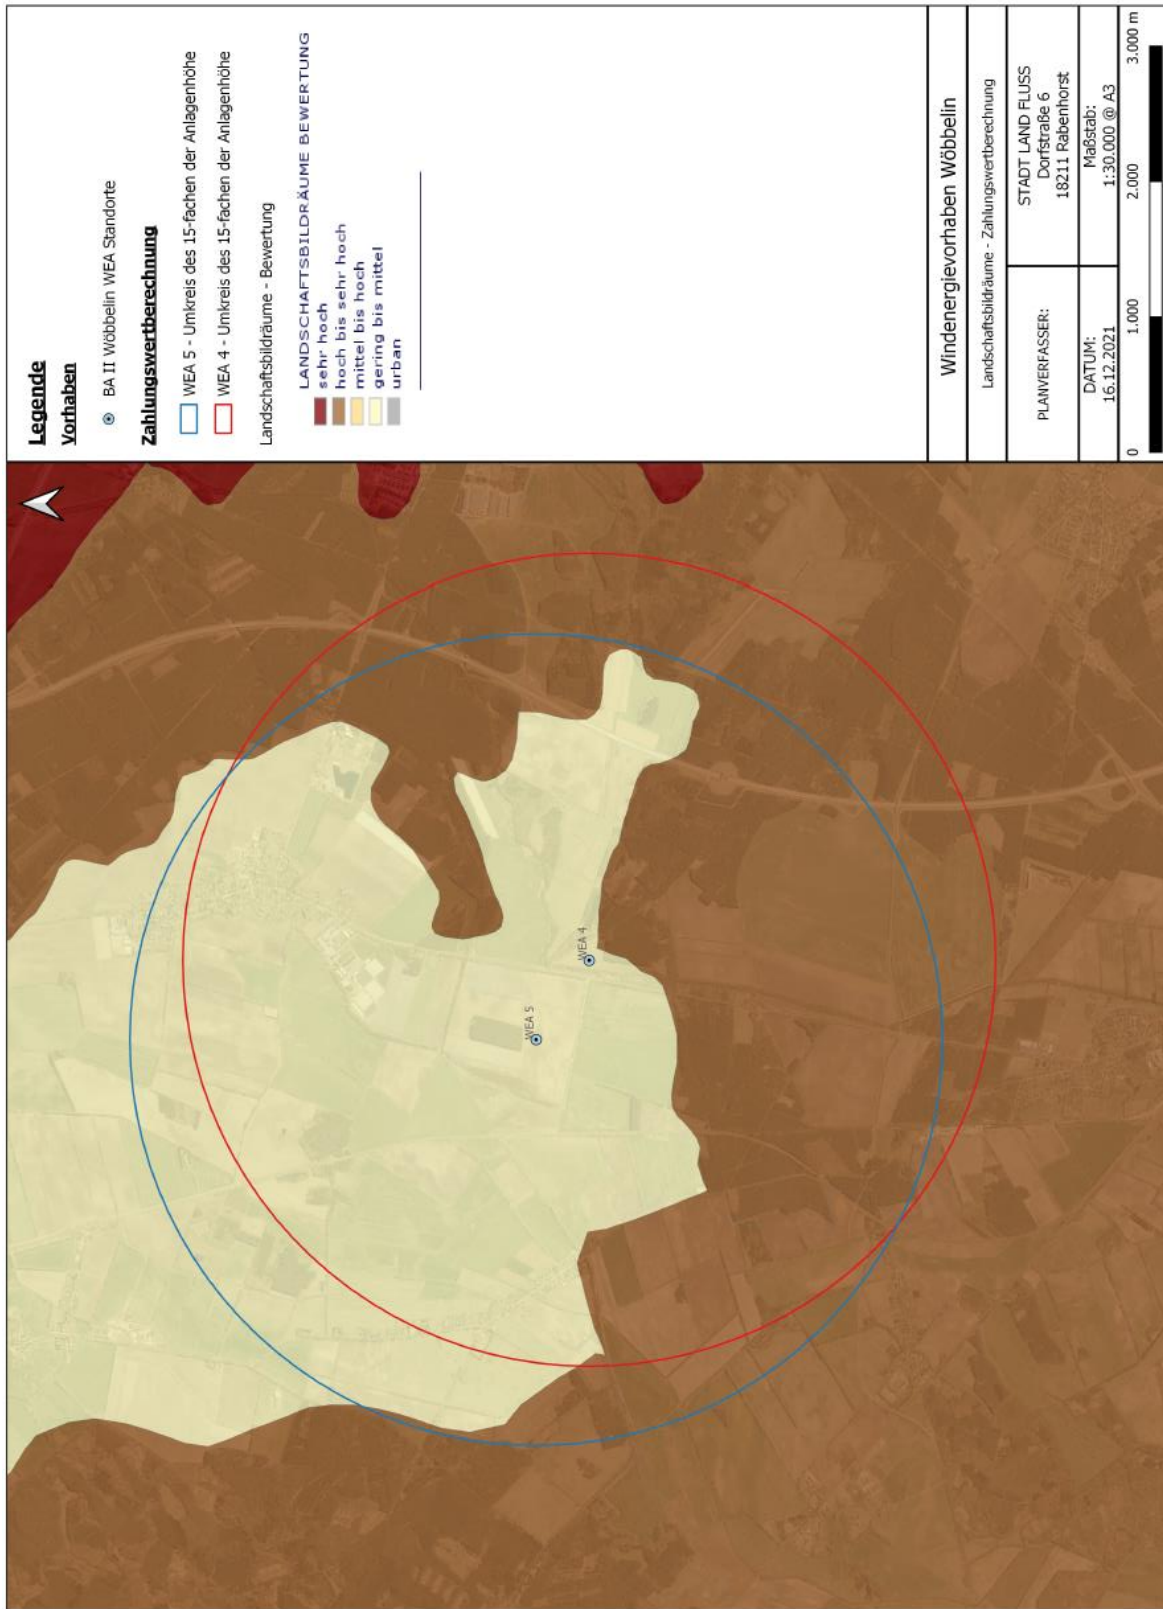 Legende
Vorhaben
BA II Wöbbelin WEA Standorte
Zahlungswertberechnung
WEA 5 - Umkreis des 15-fachen der Anlagenhöhe
WEA 4 - Umkreis des 15-fachen der Anlagenhöhe
Landschaftsbildräume - Bewertung
LANDSCHAFTSBILDRÄUME BEWERTUNG
sehr hoch
hoch bis sehr hoch
mittel bis hoch
gering bis mittel
urban
Windenergievorhaben Wöbbelin
Landschaftsbildräume - Zahlungswertberechnung
PLANVERFASSER:
STADT LAND FLUSS
Dorfstraße 6
18211 Rabenhorst
DATUM:
16.12.2021
Maßstab:
1:30.000 @ A3
0 1.000 2.000 3.000 m
WEA 5
WEA 4